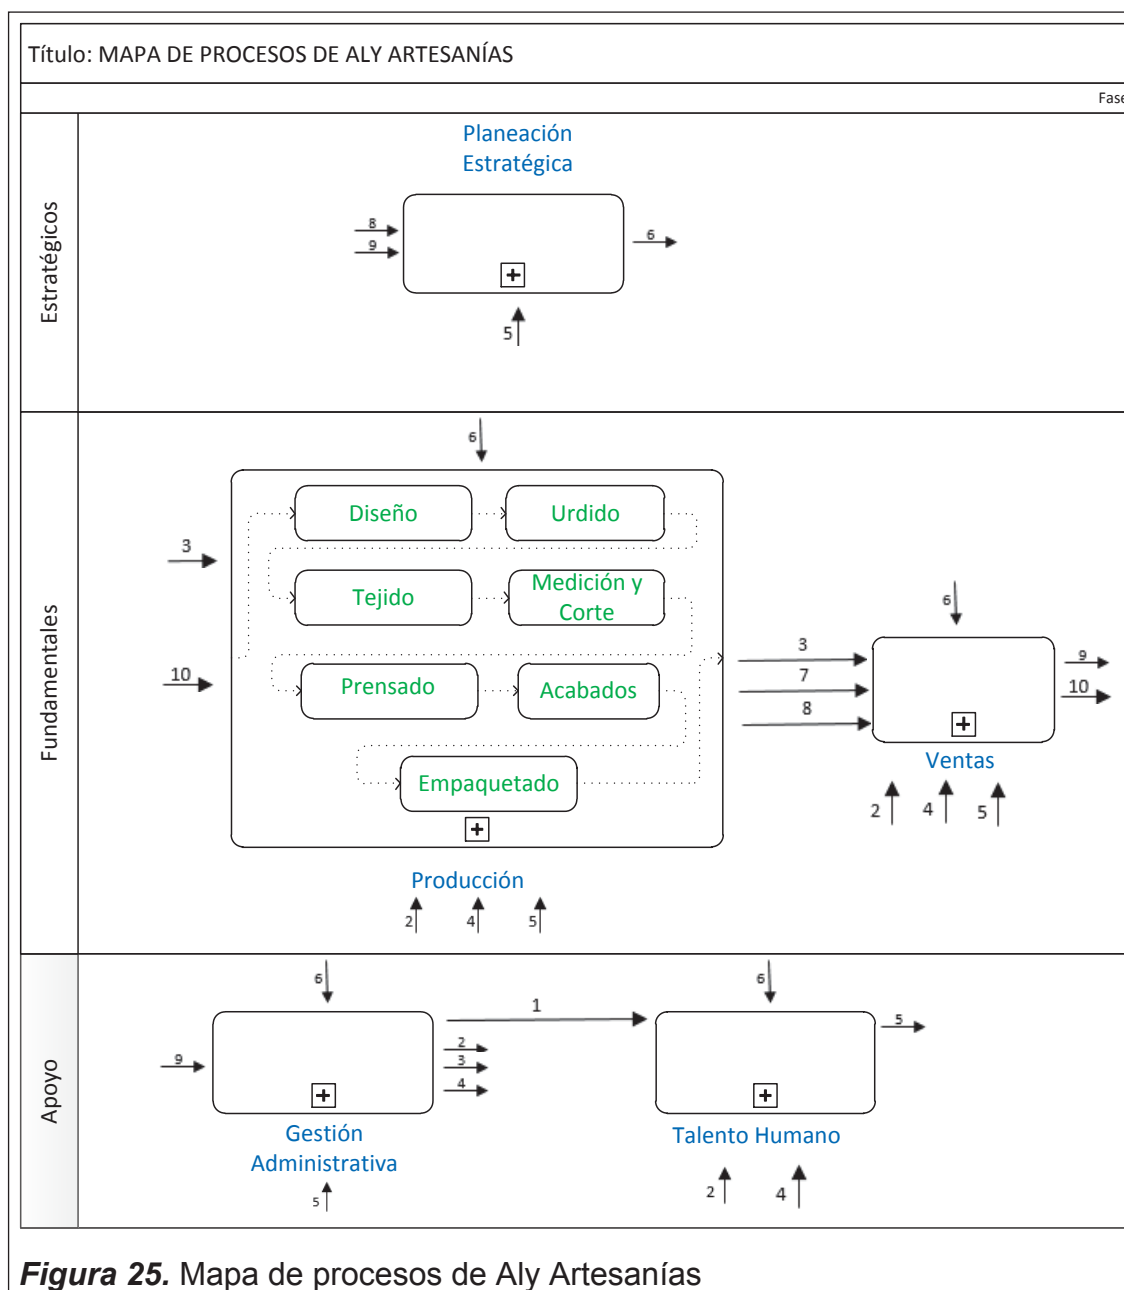 Título: MAPA DE PROCESOS DE ALY ARTESANÍAS
Fase
Estratégicos
Planeación
Estratégica
8
9
6
5
Fundamentales
6
Diseño
Urdido
3
Tejido
Medición y
Corte
6
3
9
10
Prensado
Acabados
7
10
8
Ventas
Empaquetado
2
4
5
Producción
2
4
5
Apoyo
6
6
1
5
2
9
3
4
Gestión
Administrativa
Talento Humano
5
2
4
Figura 25. Mapa de procesos de Aly Artesanías